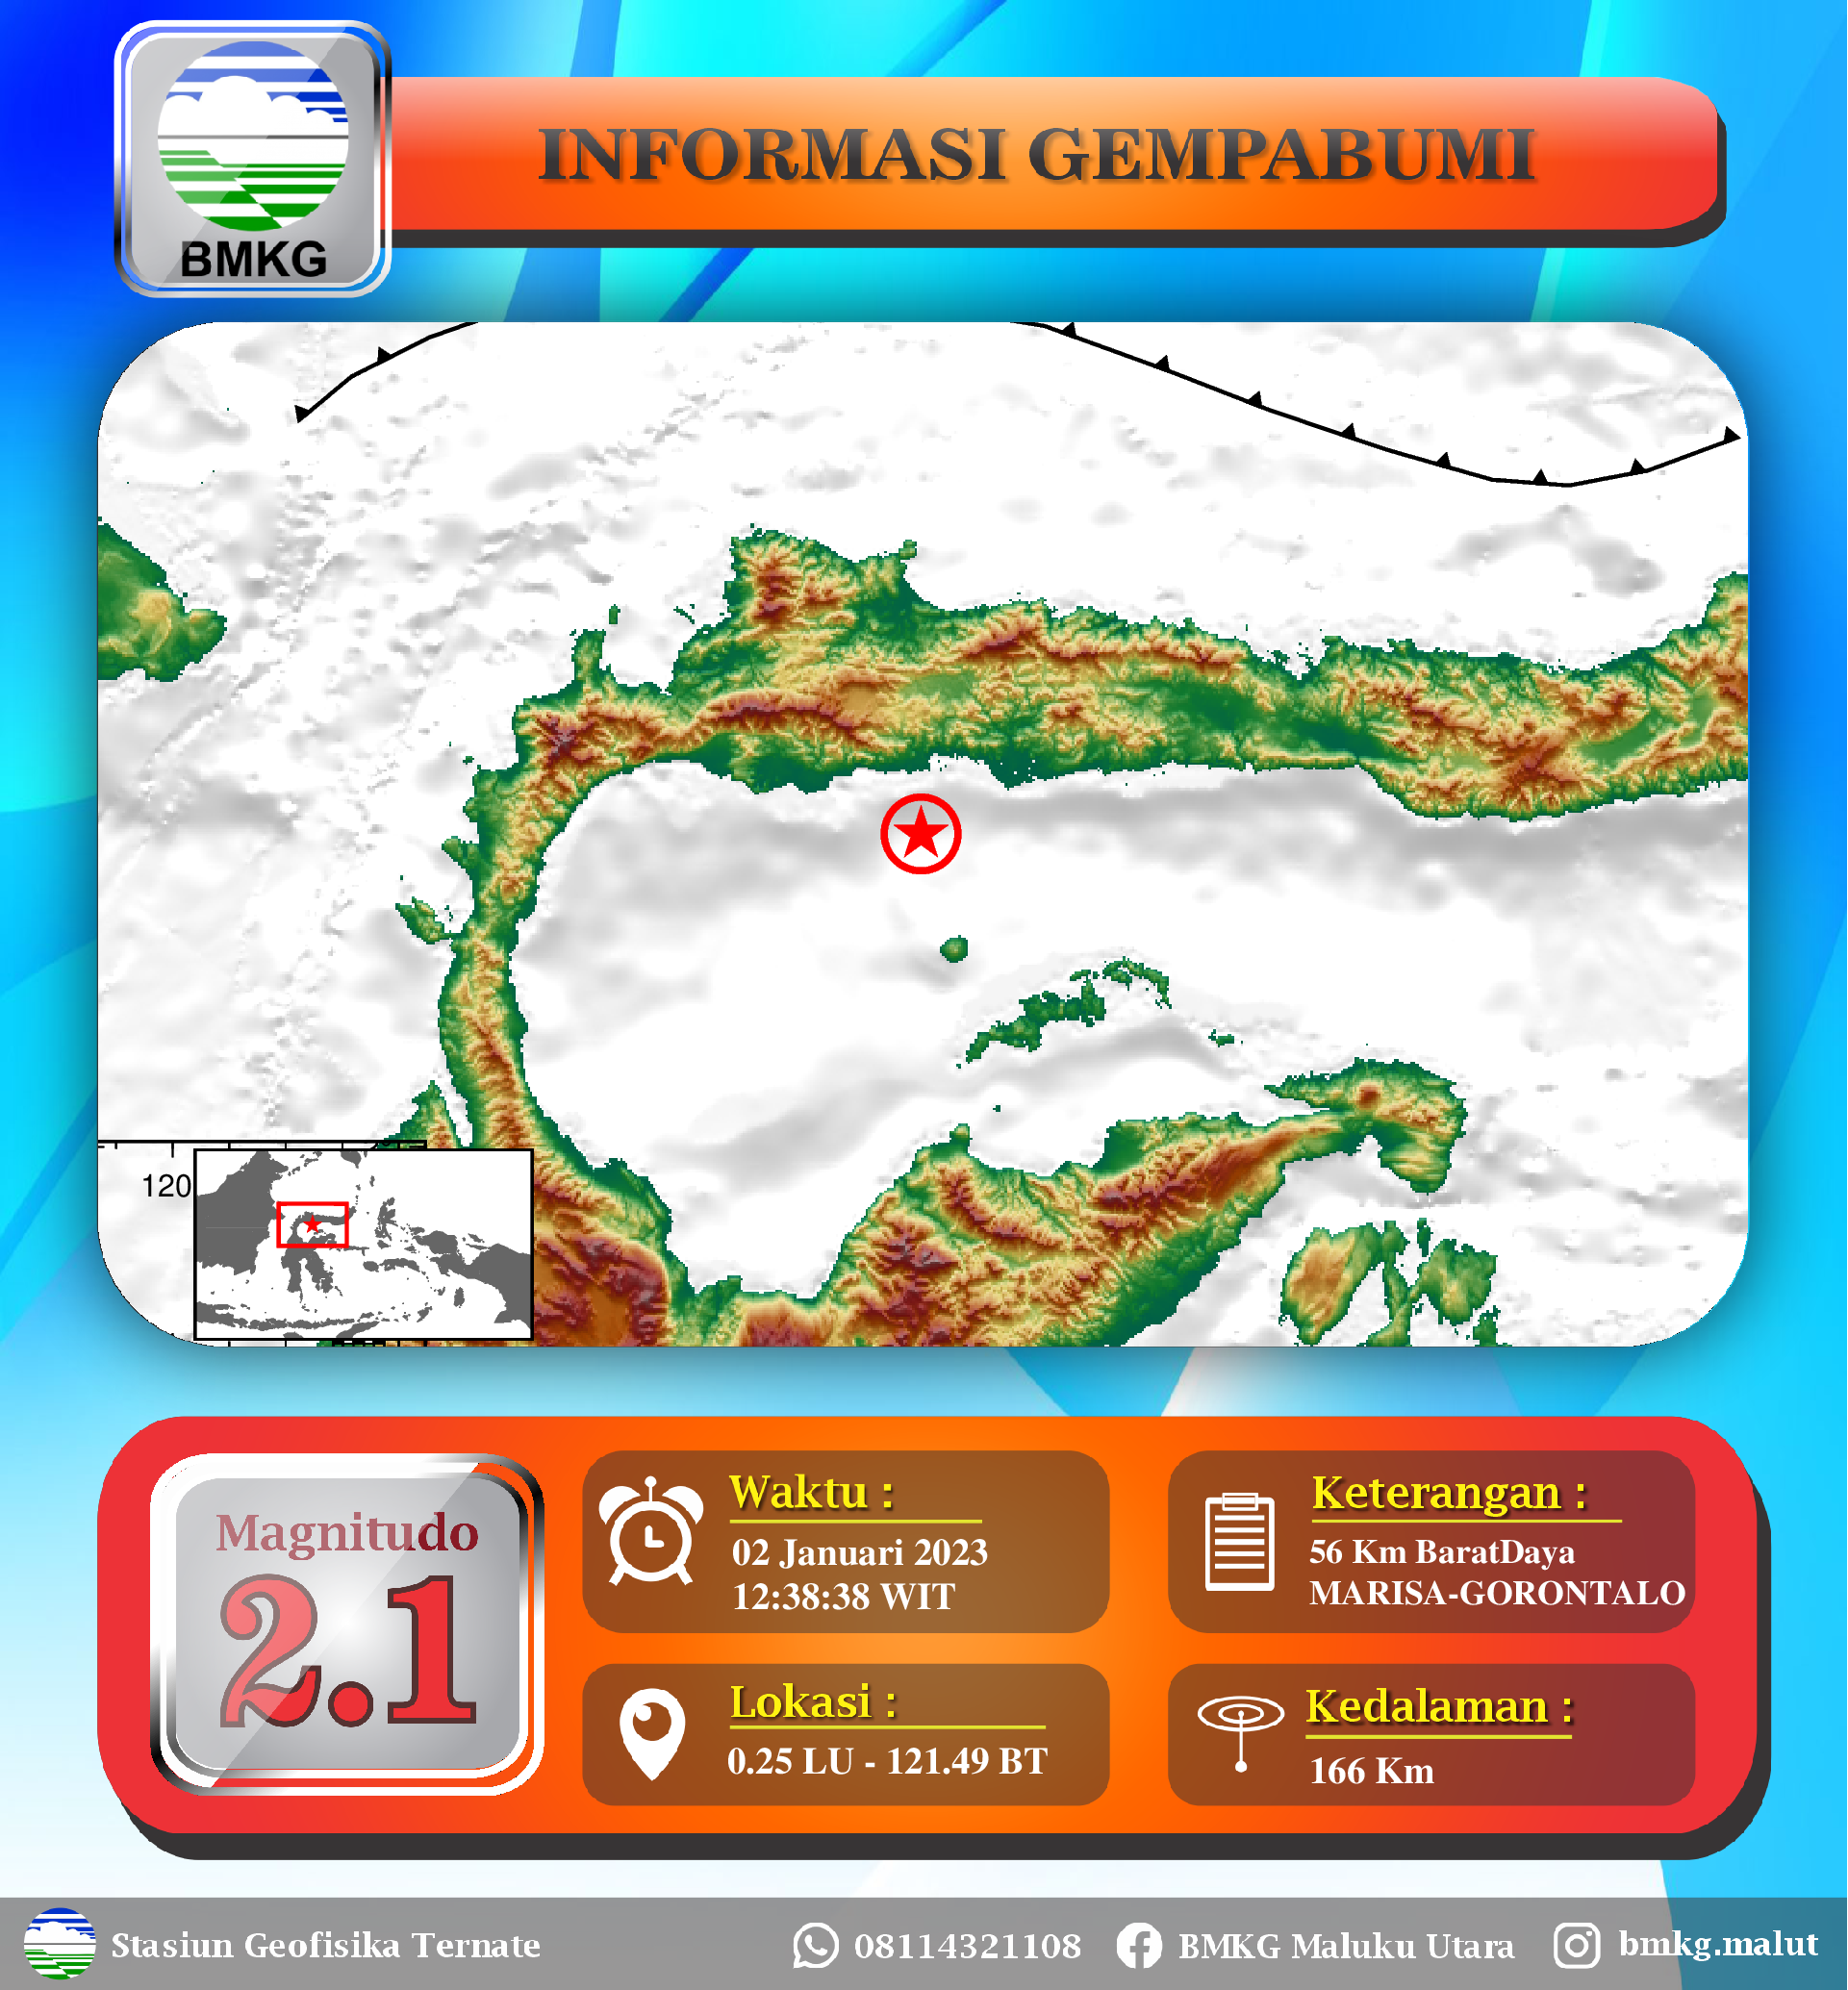 BMKG
INFORMASI GEMPABUMI
120
Magnitudo
2.1
Waktu :
02 Januari 2023
12:38:38 WIT
Keterangan :
56 Km BaratDaya
MARISA-GORONTALO
Lokasi :
0.25 LU - 121.49 BT
Kedalaman :
166 Km
Stasiun Geofisika Ternate
08114321108
BMKG Maluku Utara
bmkg.malut